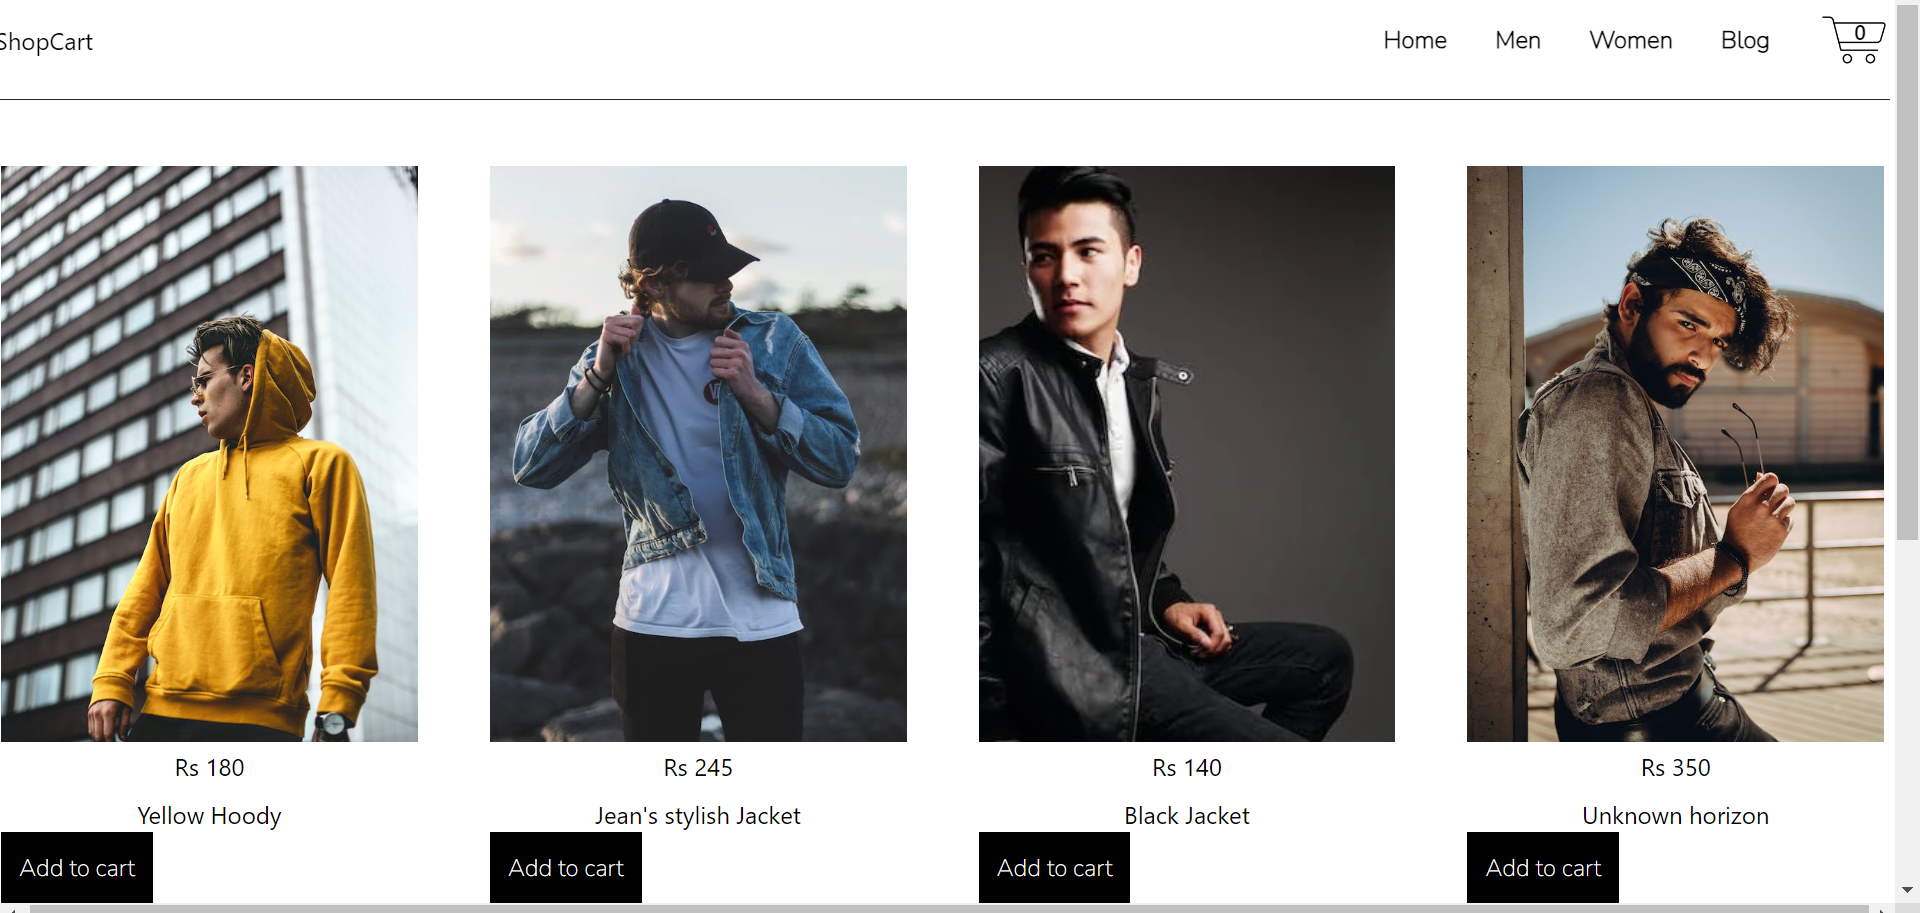 ShopCart
Home Men Women Blog 0
Rs 180 Rs 245 Rs 140 Rs 350
Yellow Hoody Jean's stylish Jacket Black Jacket Unknown horizon
Add to cart Add to cart Add to cart Add to cart